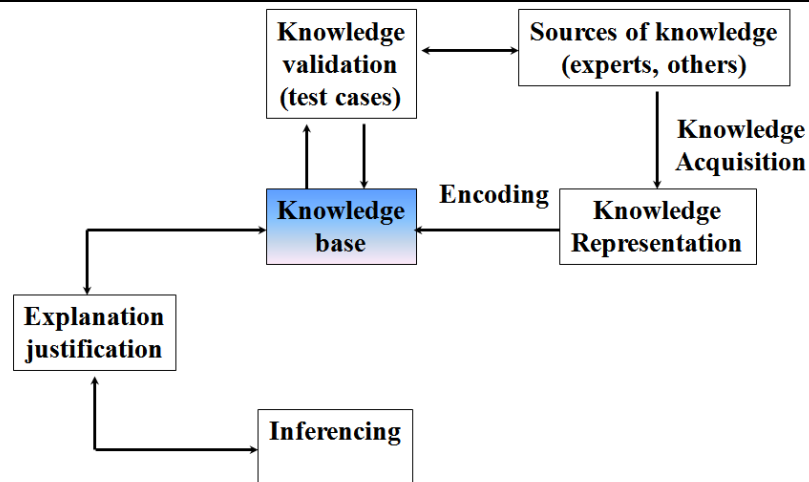 Knowledge
validation
(test cases)
Sources of knowledge
(experts, others)
Knowledge
Acquisition
Encoding
Knowledge
base
Knowledge
Representation
Explanation
justification
Inferencing